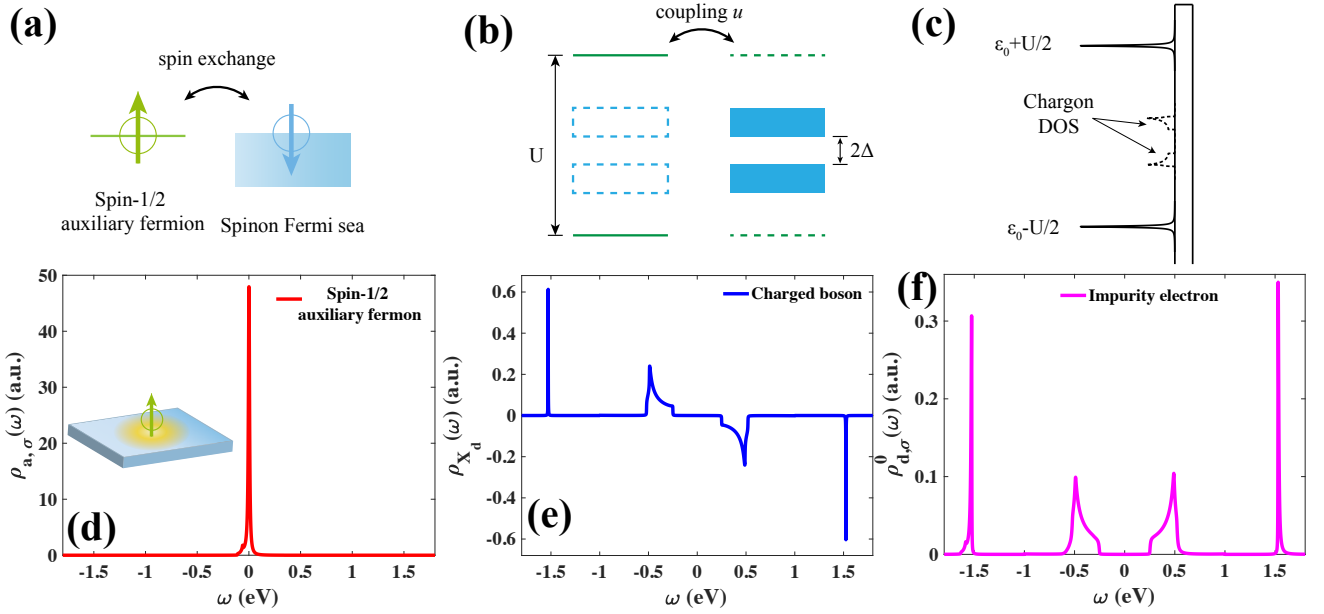 (a)
spin exchange
Spin-1/2
auxiliary fermion
Spinon Fermi sea
(b)
coupling u
U
2Δ
(c)
ε₀+U/2
Chargon
DOS
ε₀-U/2
(d)
50
40
30
20
10
0
ρa,σ(ω) (a.u.)
Spin-1/2
auxiliary fermon
-1.5 -1 -0.5 0 0.5 1 1.5
ω (eV)
(e)
0.6
0.4
0.2
0
-0.2
-0.4
-0.6
ρXd(ω) (a.u.)
Charged boson
-1.5 -1 -0.5 0 0.5 1 1.5
ω (eV)
(f)
0.3
0.2
0.1
0
ρ⁰d,σ(ω) (a.u.)
Impurity electron
-1.5 -1 -0.5 0 0.5 1 1.5
ω (eV)